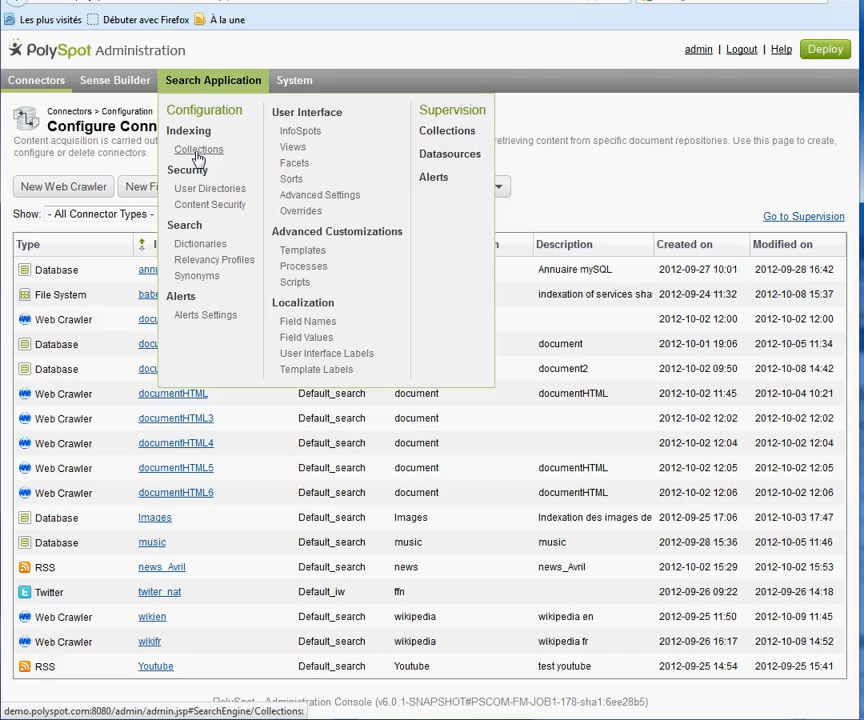 Les plus visités Débuter avec Firefox À la une
PolySpot Administration
admin | Logout | Help Deploy
Connectors Sense Builder Search Application System
Connectors > Configuration
Configure Conn
Content acquisition is carried out
etrieving content from specific document repositories. Use this page to create,
configure or delete connectors.
New Web Crawler New Fi
Show: - All Connector Types -
Go to Supervision
Configuration
Indexing
Collections
Security
User Directories
Content Security
Search
Dictionaries
Relevancy Profiles
Synonyms
Alerts
Alerts Settings
User Interface
InfoSpots
Views
Facets
Sorts
Advanced Settings
Overrides
Advanced Customizations
Templates
Processes
Scripts
Localization
Field Names
Field Values
User Interface Labels
Template Labels
Supervision
Collections
Datasources
Alerts
Type Description Created on Modified on
Database annu Annuaire mySQL 2012-09-27 10:01 2012-09-28 16:42
File System babe indexation of services sha 2012-09-24 11:32 2012-10-08 15:37
Web Crawler docu 2012-10-02 12:00 2012-10-02 12:00
Database docu document 2012-10-01 19:06 2012-10-05 11:34
Database docu document2 2012-10-02 09:50 2012-10-08 14:42
Web Crawler documentHTML Default_search document documentHTML 2012-10-02 11:45 2012-10-04 10:21
Web Crawler documentHTML3 Default_search document 2012-10-02 12:02 2012-10-02 12:02
Web Crawler documentHTML4 Default_search document 2012-10-02 12:04 2012-10-02 12:04
Web Crawler documentHTML5 Default_search document documentHTML 2012-10-02 12:05 2012-10-02 12:05
Web Crawler documentHTML6 Default_search document documentHTML 2012-10-02 12:06 2012-10-02 12:06
Database Images Default_search Images Indexation des images de 2012-09-25 17:06 2012-10-03 17:47
Database music Default_search music music 2012-09-28 15:36 2012-10-05 11:46
RSS news_Avril Default_search news news_Avril 2012-10-02 15:29 2012-10-02 15:53
Twitter twiter_nat Default_iw ffn 2012-09-26 09:22 2012-09-26 14:18
Web Crawler wikien Default_search wikipedia wikipedia en 2012-09-25 11:50 2012-10-09 11:45
Web Crawler wikifr Default_search wikipedia wikipedia fr 2012-09-26 16:17 2012-10-09 14:52
RSS Youtube Default_search Youtube test youtube 2012-09-25 14:54 2012-09-25 15:41
PolySpot - Administration Console (v6.0.1-SNAPSHOT#PSCOM-FM-JOB1-178-sha1:6ee28b5)
demo.polyspot.com:8080/admin/admin.jsp#SearchEngine/Collections: